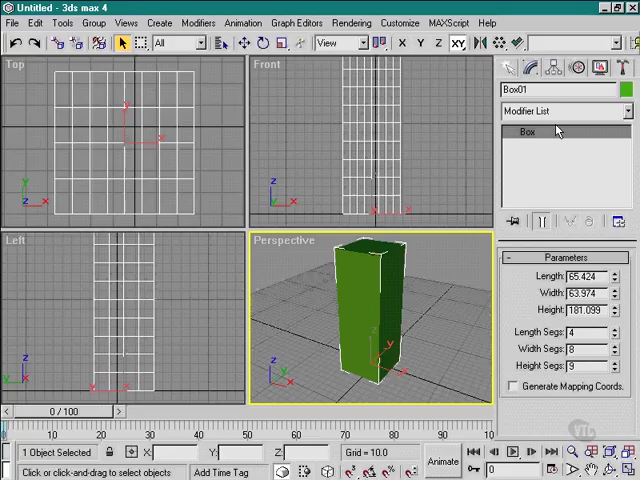 Untitled - 3ds max 4
File Edit Tools Group Views Create Modifiers Animation Graph Editors Rendering Customize MAXScript Help
All View X Y Z XY
Top
Front
Box01
Modifier List
Box
y
x
y
z x
z
y x
x x
Left
Perspective
Parameters
Length: 65.424
Width: 63.974
Height: 181.099
Length Segs: 4
Width Segs: 8
Height Segs: 9
Generate Mapping Coords.
z
y x
z
y
x
z
y
x
0 / 100
0 10 20 30 40 50 60 70 80 90 100
1 Object Selected X: Y: Z: Grid = 10.0
Animate
0
Click or click-and-drag to select objects Add Time Tag
VTC